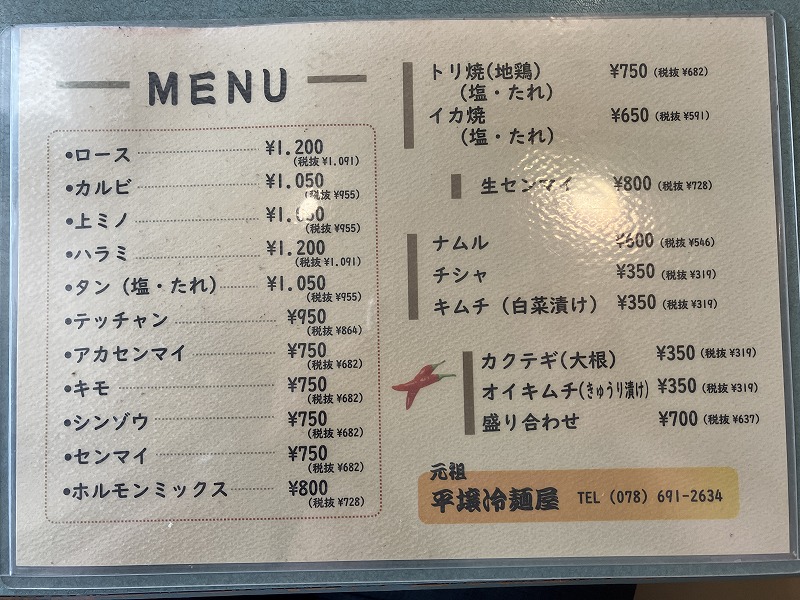 MENU
•ロース ¥1.200
(税抜 ¥1.091)
•カルビ ¥1.050
(税抜 ¥955)
•上ミノ ¥1.050
(税抜 ¥955)
•ハラミ ¥1.200
(税抜 ¥1.091)
•タン (塩・たれ) ¥1.050
(税抜 ¥955)
•テッチャン ¥950
(税抜 ¥864)
•アカセンマイ ¥750
(税抜 ¥682)
•キモ ¥750
(税抜 ¥682)
•シンゾウ ¥750
(税抜 ¥682)
•センマイ ¥750
(税抜 ¥682)
•ホルモンミックス ¥800
(税抜 ¥728)
トリ焼(地鶏) ¥750 (税抜 ¥682)
(塩・たれ)
イカ焼 ¥650 (税抜 ¥591)
(塩・たれ)
生センマイ ¥800 (税抜 ¥728)
ナムル ¥600 (税抜 ¥546)
チシャ ¥350 (税抜 ¥319)
キムチ (白菜漬け) ¥350 (税抜 ¥319)
カクテギ(大根) ¥350 (税抜 ¥319)
オイキムチ(きゅうり漬け) ¥350 (税抜 ¥319)
盛り合わせ ¥700 (税抜 ¥637)
元祖
平壌冷麺屋 TEL (078) 691-2634